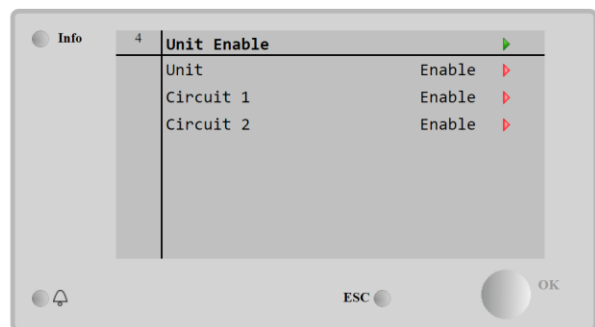 Info
4 Unit Enable
Unit Enable
Circuit 1 Enable
Circuit 2 Enable
ESC
OK